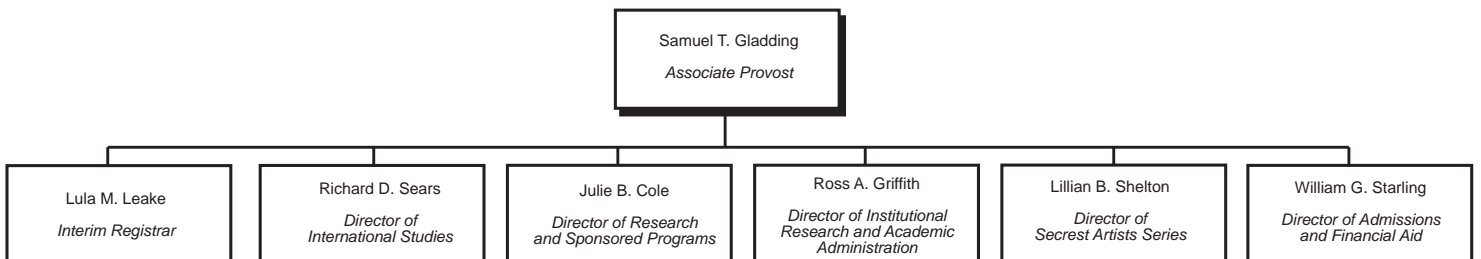 Samuel T. Gladding
Associate Provost
Lula M. Leake
Interim Registrar
Richard D. Sears
Director of
International Studies
Julie B. Cole
Director of Research
and Sponsored Programs
Ross A. Griffith
Director of Institutional
Research and Academic
Administration
Lillian B. Shelton
Director of
Secrest Artists Series
William G. Starling
Director of Admissions
and Financial Aid